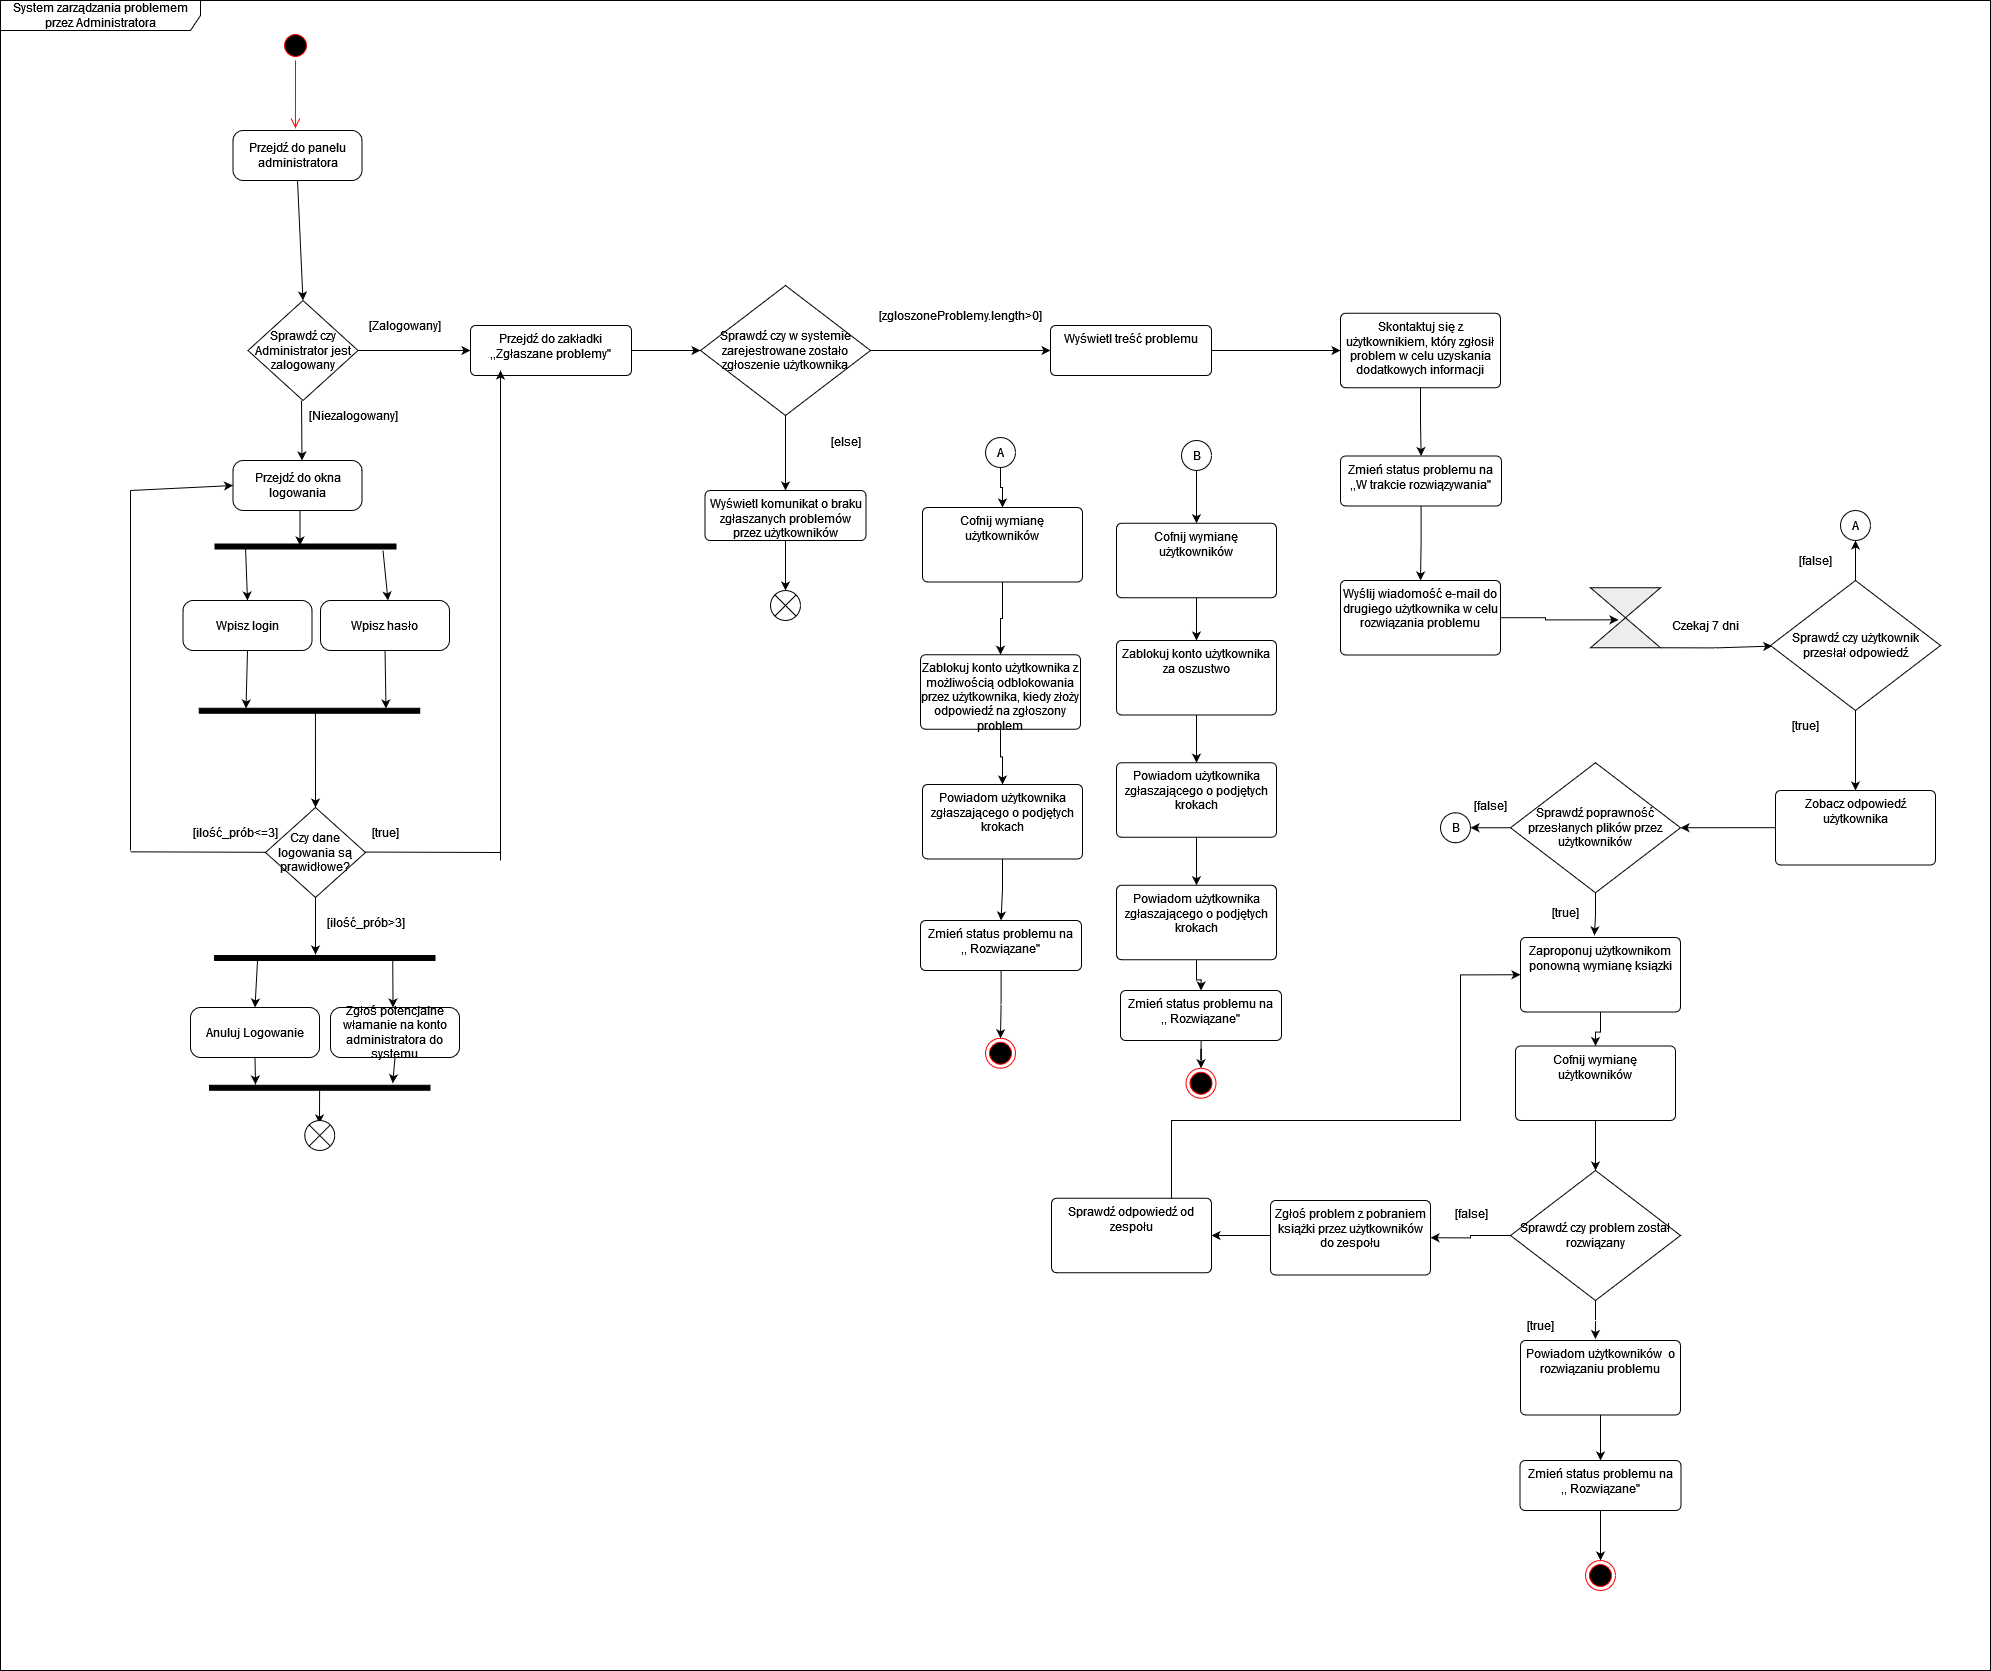 System zarządzania problemem
przez Administratora
Przejdź do panelu
administratora
Sprawdź czy
Administrator jest
zalogowany
[Zalogowany]
[Niezalogowany]
Przejdź do zakładki
,,Zgłaszane problemy"
Sprawdź czy w systemie
zarejestrowane zostało
zgłoszenie użytkownika
[zgloszoneProblemy.length>0]
[else]
Wyświetl treść problemu
Skontaktuj się z
użytkownikiem, który zgłosił
problem w celu uzyskania
dodatkowych informacji
Przejdź do okna
logowania
Wpisz login
Wpisz hasło
Czy dane
logowania są
prawidłowe?
[ilość_prób<=3]
[true]
[ilość_prób>3]
Anuluj Logowanie
Zgłoś potencjalne
włamanie na konto
administratora do
systemu
Wyświetl komunikat o braku
zgłaszanych problemów
przez użytkowników
A
Cofnij wymianę
użytkowników
Zablokuj konto użytkownika z
możliwością odblokowania
przez użytkownika, kiedy złoży
odpowiedź na zgłoszony
problem
Powiadom użytkownika
zgłaszającego o podjętych
krokach
Zmień status problemu na
,, Rozwiązane"
B
Cofnij wymianę
użytkowników
Zablokuj konto użytkownika
za oszustwo
Powiadom użytkownika
zgłaszającego o podjętych
krokach
Powiadom użytkownika
zgłaszającego o podjętych
krokach
Zmień status problemu na
,, Rozwiązane"
Zmień status problemu na
,,W trakcie rozwiązywania"
Wyślij wiadomość e-mail do
drugiego użytkownika w celu
rozwiązania problemu
Czekaj 7 dni
A
[false]
Sprawdź czy użytkownik
przesłał odpowiedź
[true]
Zobacz odpowiedź
użytkownika
Sprawdź poprawność
przesłanych plików przez
użytkowników
[false]
B
[true]
Zaproponuj użytkownikom
ponowną wymianę ksiązki
Cofnij wymianę
użytkowników
Sprawdź czy problem został
rozwiązany
[false]
Zgłoś problem z pobraniem
książki przez użytkowników
do zespołu
Sprawdź odpowiedź od
zespołu
[true]
Powiadom użytkowników  o
rozwiązaniu problemu
Zmień status problemu na
,, Rozwiązane"